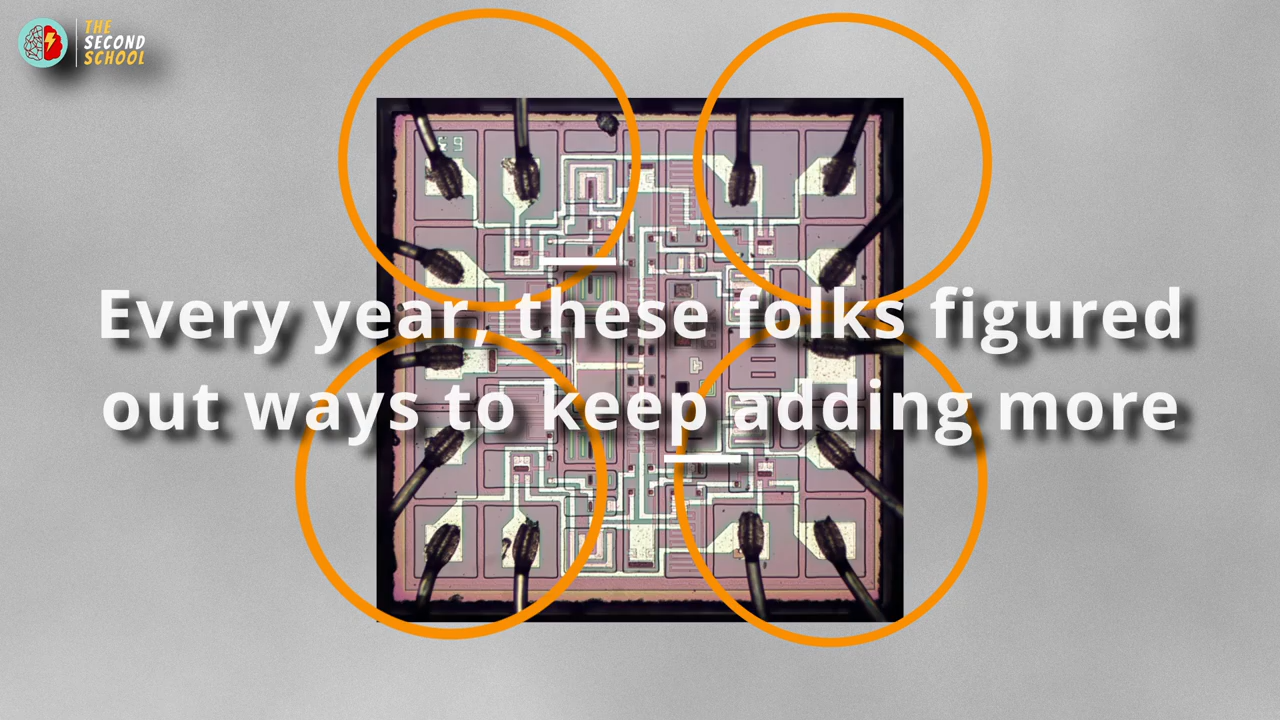 THE
SECOND
SCHOOL
Every year, these folks figured
out ways to keep adding more